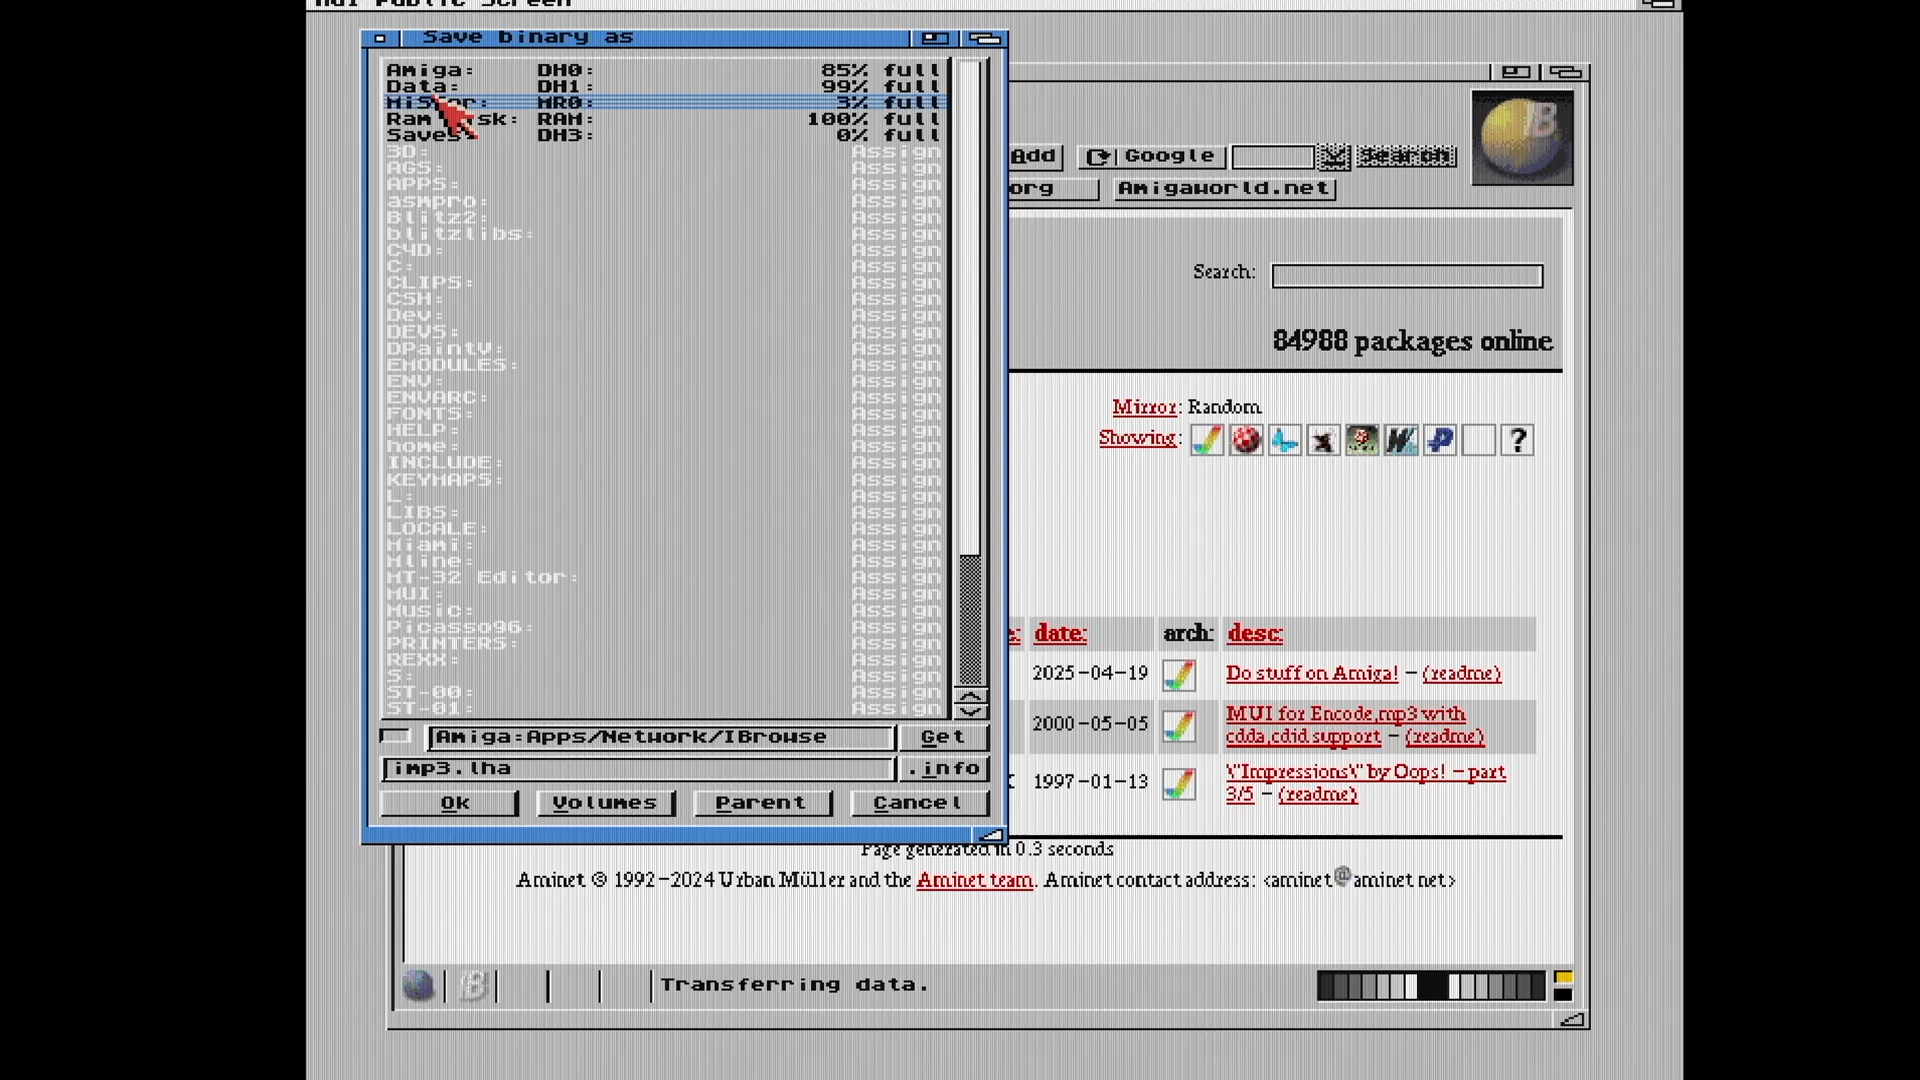 MUI Public Screen
Save binary as
Amiga: DH0: 85% full
Data: DH1: 99% full
MR0: 3% full
RAM: 100% full
Saves DH3: 0% full
3D: Assign
AGS: Assign
APPS: Assign
asmpro: Assign
Blitz2: Assign
blitzlibs: Assign
C4D: Assign
C: Assign
CLIPS: Assign
CSH: Assign
Dev: Assign
DEVS: Assign
DPaintV: Assign
EMODULES: Assign
ENV: Assign
ENVARC: Assign
FONTS: Assign
HELP: Assign
home: Assign
INCLUDE: Assign
KEYMAPS: Assign
L: Assign
LIBS: Assign
LOCALE: Assign
Miami: Assign
Mline: Assign
MT-32 Editor: Assign
MUI: Assign
Music: Assign
Picasso96: Assign
PRINTERS: Assign
REXX: Assign
S: Assign
ST-00: Assign
ST-01: Assign
Amiga:Apps/Network/IBrowse Get
imp3.lha .info
Ok Volumes Parent Cancel
Add Google Search
org Amigaworld.net
Search:
84988 packages online
Mirror: Random
Showing: ?
date: arch: desc:
2025-04-19 Do stuff on Amiga! - (readme)
2000-05-05 MUI for Encode,mp3 with
cdda,cdid support - (readme)
1997-01-13 \"Impressions\" by Oops! - part
3/5 - (readme)
Page generated in 0.3 seconds
Aminet © 1992-2024 Urban Müller and the Aminet team. Aminet contact address: <aminet@aminet net>
Transferring data.